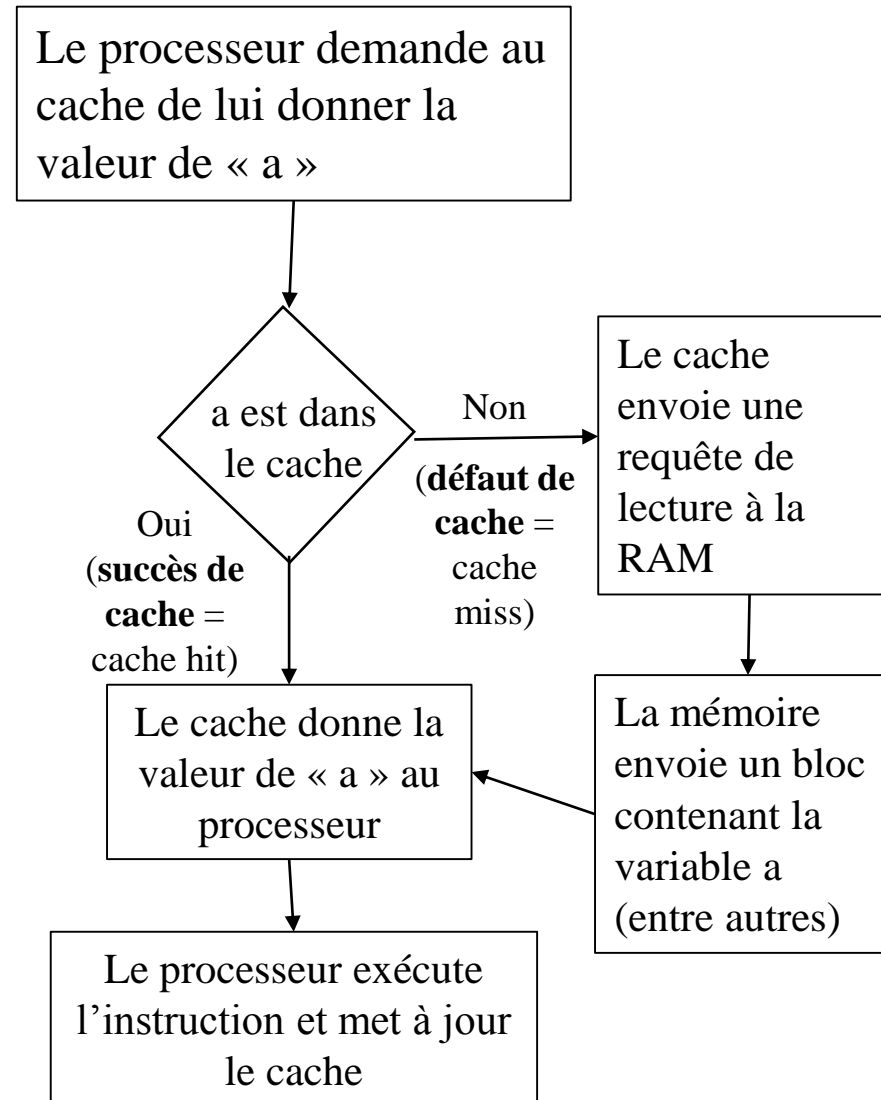 Le processeur demande au
cache de lui donner la
valeur de « a »
a est dans
le cache
Non
(défaut de
cache =
cache
miss)
Le cache
envoie une
requête de
lecture à la
RAM
Oui
(succès de
cache =
cache hit)
La mémoire
envoie un bloc
contenant la
variable a
(entre autres)
Le cache donne la
valeur de « a » au
processeur
Le processeur exécute
l’instruction et met à jour
le cache